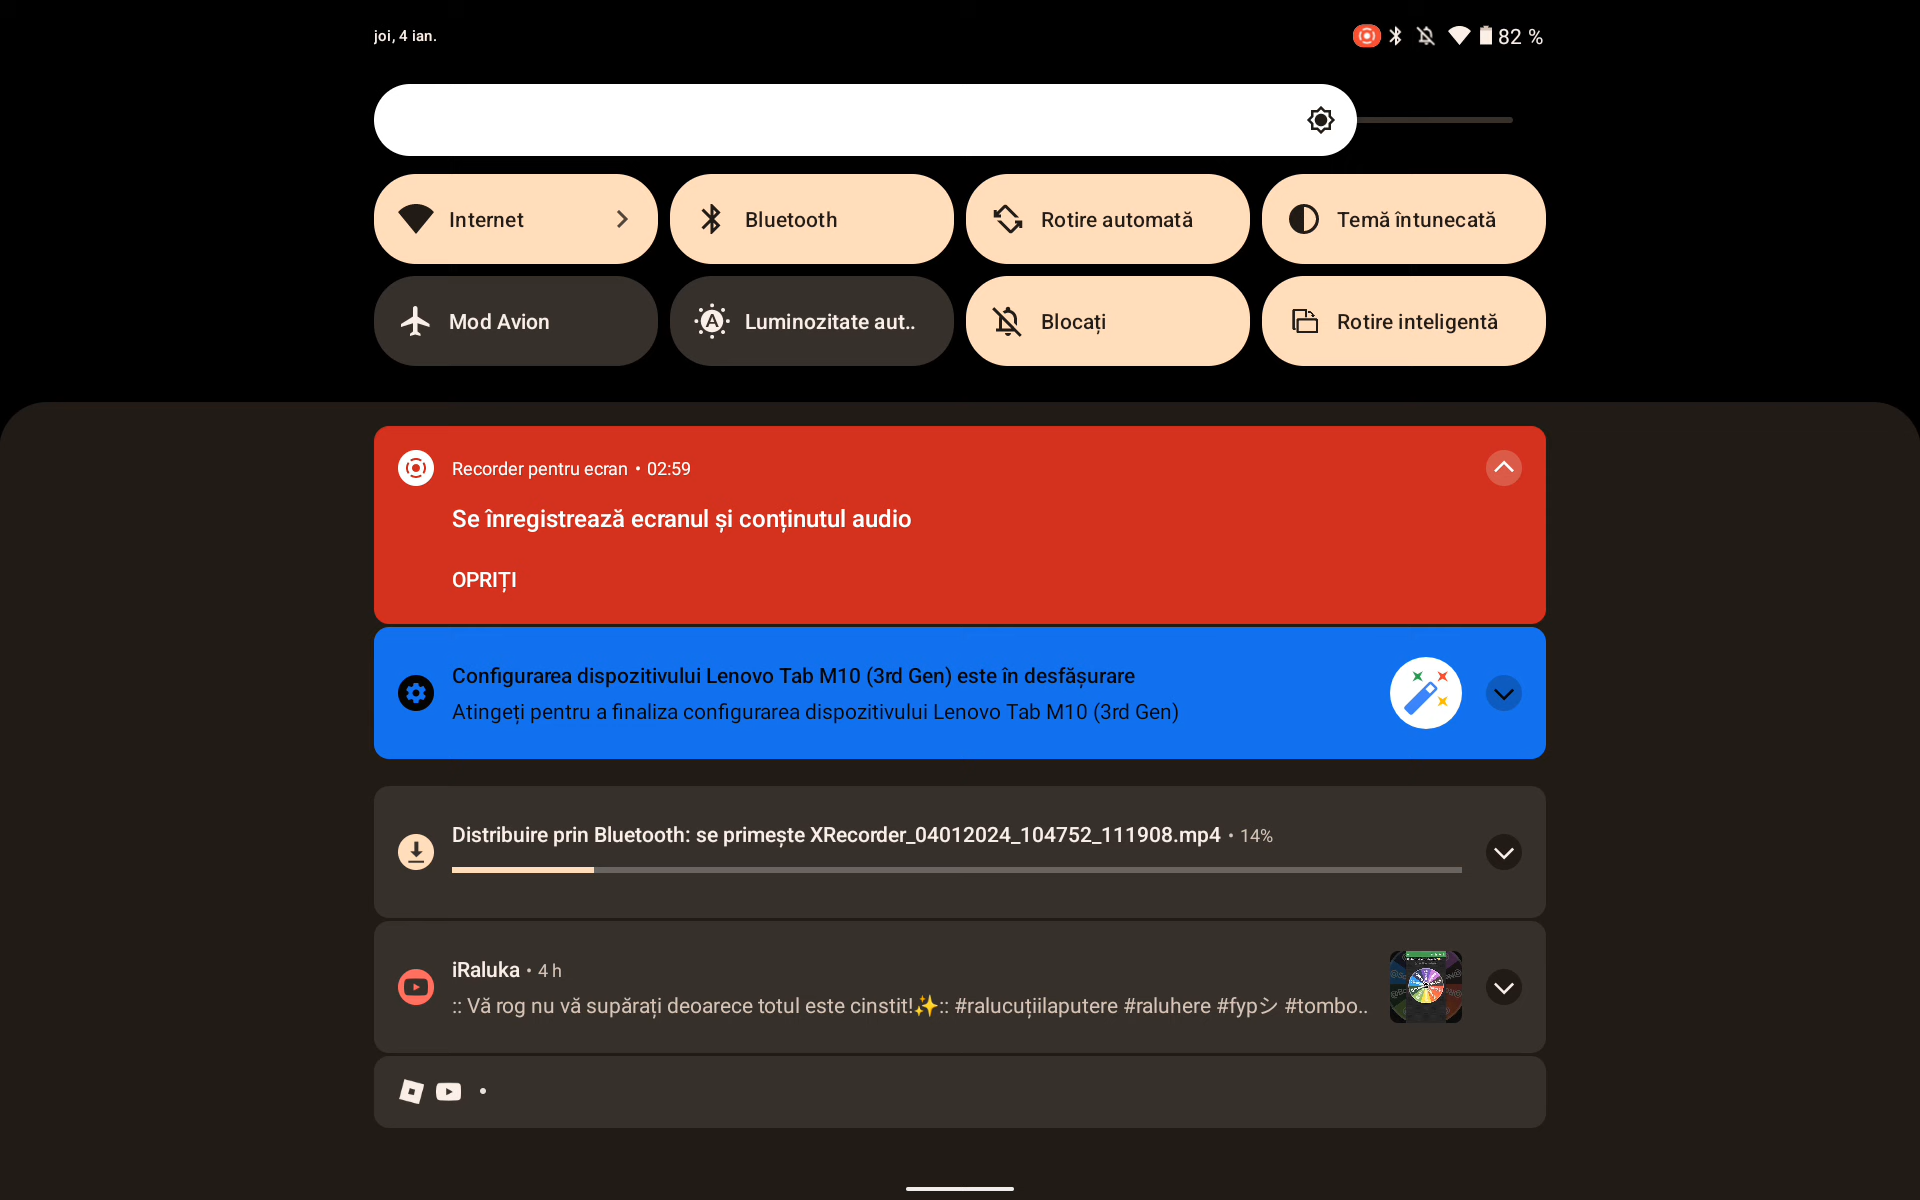 joi, 4 ian.
82 %
Internet
Bluetooth
Rotire automată
Temă întunecată
Mod Avion
Luminozitate aut..
Blocați
Rotire inteligentă
Recorder pentru ecran • 02:59
Se înregistrează ecranul și conținutul audio
OPRIȚI
Configurarea dispozitivului Lenovo Tab M10 (3rd Gen) este în desfășurare
Atingeți pentru a finaliza configurarea dispozitivului Lenovo Tab M10 (3rd Gen)
Distribuire prin Bluetooth: se primește XRecorder_04012024_104752_111908.mp4 • 14%
iRaluka • 4 h
:: Vă rog nu vă supărați deoarece totul este cinstit!✨:: #ralucuțiilaputere #raluhere #fypシ #tombo..